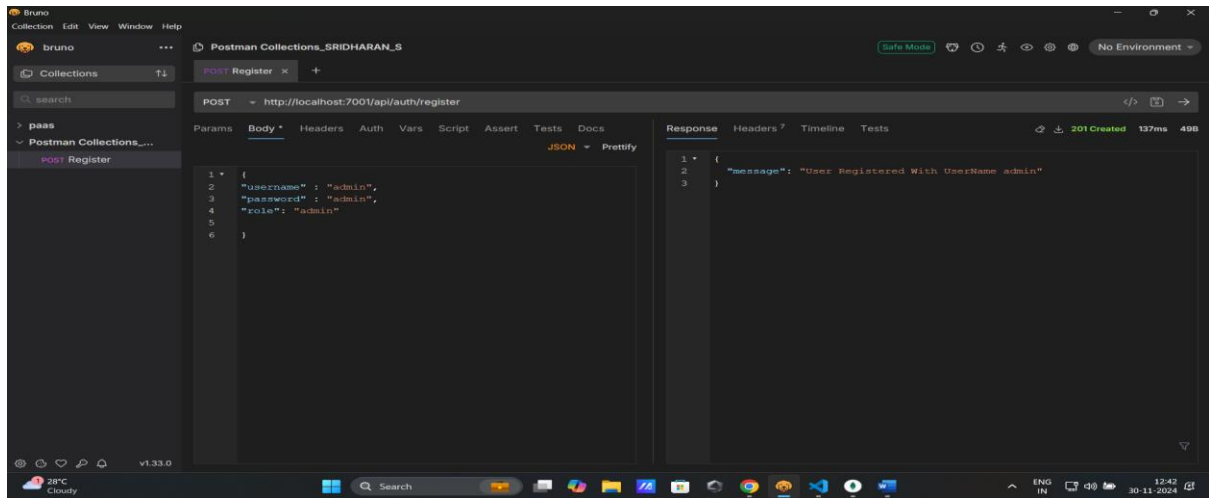 Bruno
Collection Edit View Window Help
bruno
Postman Collections_SRIDHARAN_S
Safe Mode
No Environment
Collections
POST Register × +
search
POST http://localhost:7001/api/auth/register
> paas
Postman Collections_...
POST Register
Params Body Headers Auth Vars Script Assert Tests Docs
JSON Prettify
Response Headers 7 Timeline Tests
201 Created 137ms 49B
1 {
2 "username" : "admin",
3 "password" : "admin",
4 "role": "admin"
5
6 }
1 {
2 "message": "User Registered With UserName admin"
3 }
v1.33.0
1
28°C
Cloudy
Search
ENG
IN
12:42
30-11-2024